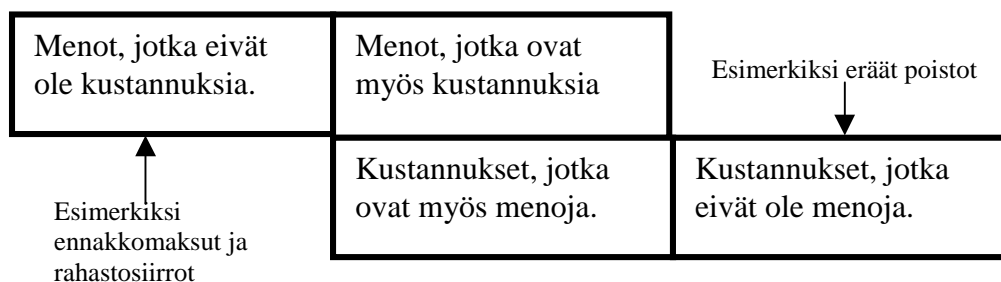 Menot, jotka eivät
ole kustannuksia.
Menot, jotka ovat
myös kustannuksia
Esimerkiksi eräät poistot
Kustannukset, jotka
ovat myös menoja.
Kustannukset, jotka
eivät ole menoja.
Esimerkiksi
ennakkomaksut ja
rahastosiirrot